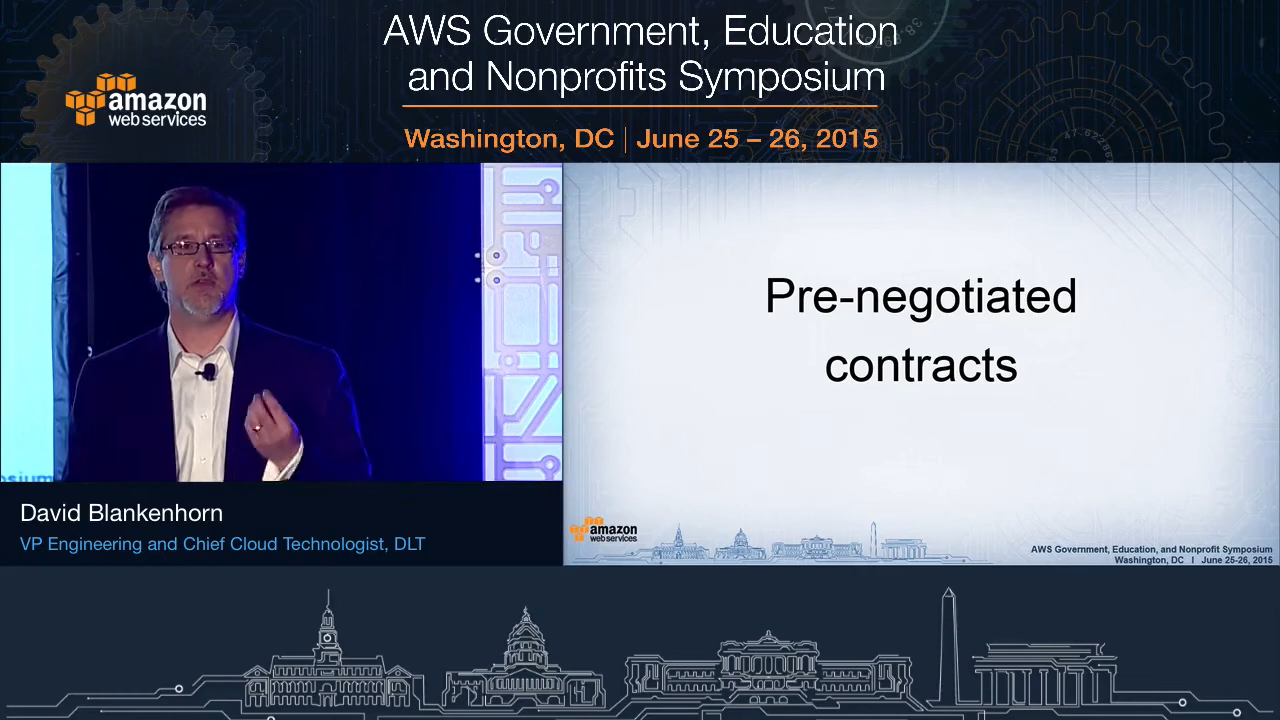 AWS Government, Education
and Nonprofits Symposium
amazon
web services
Washington, DC | June 25 – 26, 2015
Pre-negotiated
contracts
David Blankenhorn
VP Engineering and Chief Cloud Technologist, DLT
amazon
web services
AWS Government, Education, and Nonprofit Symposium
Washington, DC I June 25-26, 2015